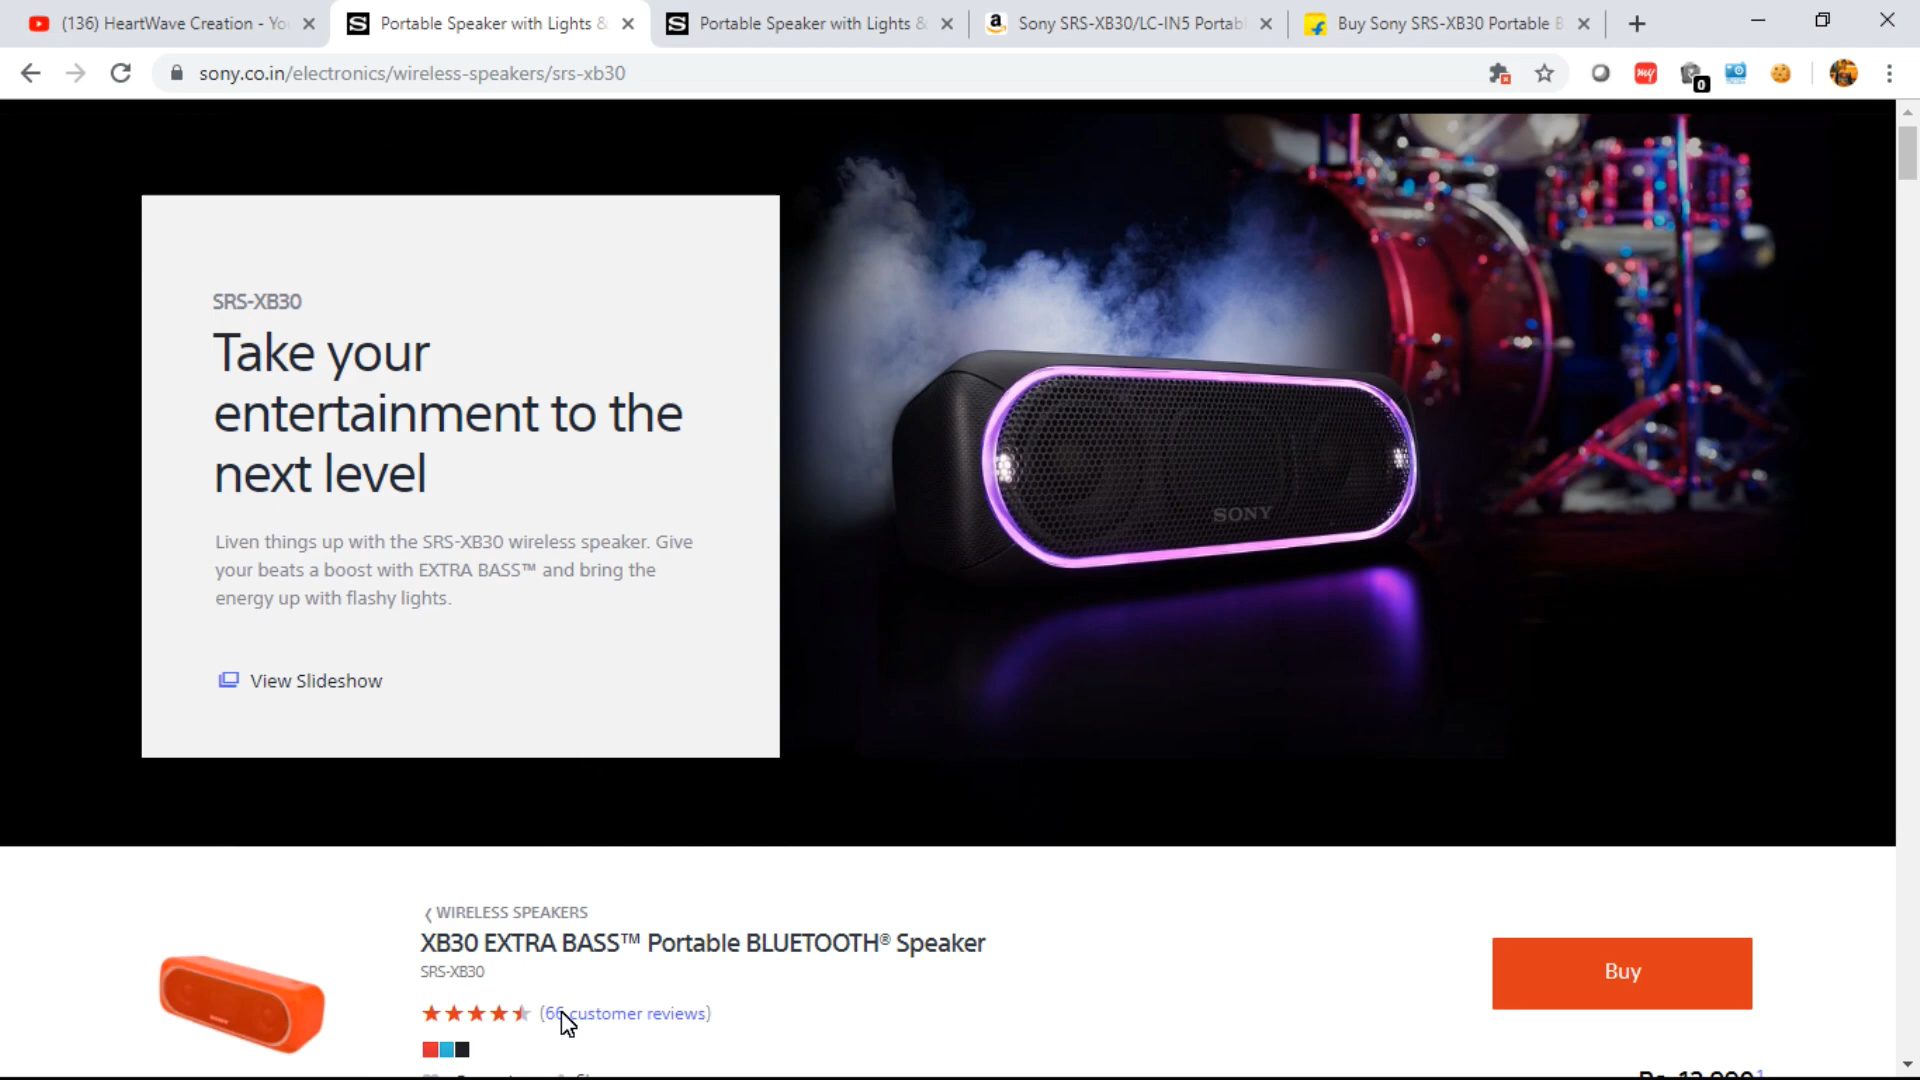 (136) HeartWave Creation - Yo
Portable Speaker with Lights &
Portable Speaker with Lights &
Sony SRS-XB30/LC-IN5 Portab
Buy Sony SRS-XB30 Portable B
sony.co.in/electronics/wireless-speakers/srs-xb30
my
0
SRS-XB30
Take your
entertainment to the
next level
Liven things up with the SRS-XB30 wireless speaker. Give
your beats a boost with EXTRA BASS™ and bring the
energy up with flashy lights.
View Slideshow
SONY
WIRELESS SPEAKERS
XB30 EXTRA BASS™ Portable BLUETOOTH® Speaker
SRS-XB30
(66 customer reviews)
Buy